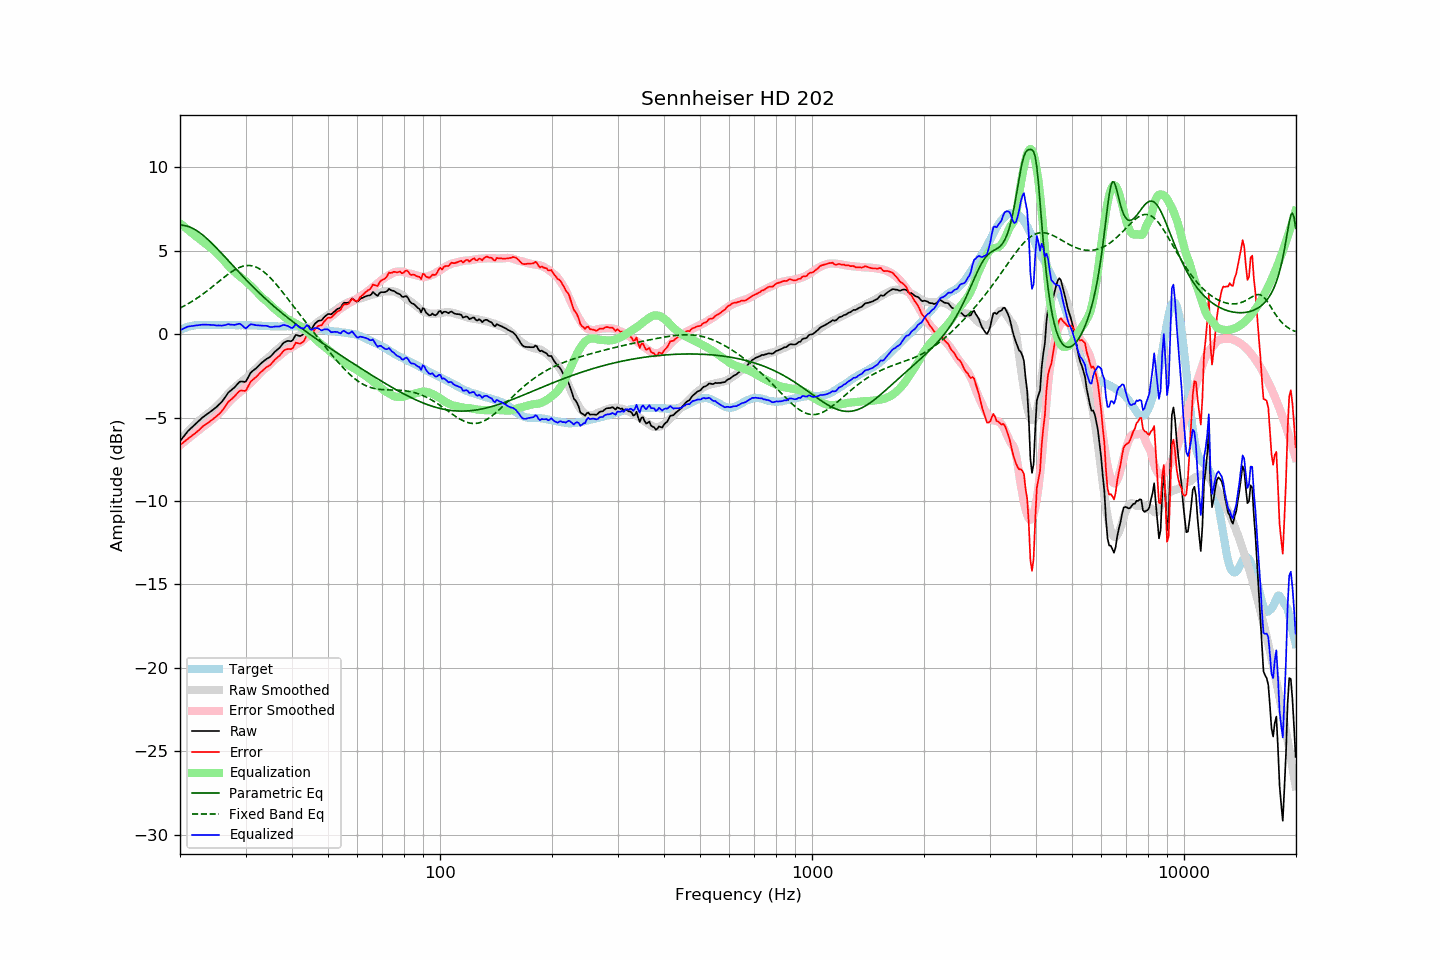 Sennheiser HD 202
Amplitude (dBr)
10
5
0
−5
−10
−15
−20
−25
−30
Target
Raw Smoothed
Error Smoothed
Raw
Error
Equalization
Parametric Eq
Fixed Band Eq
Equalized
100
1000
10000
Frequency (Hz)